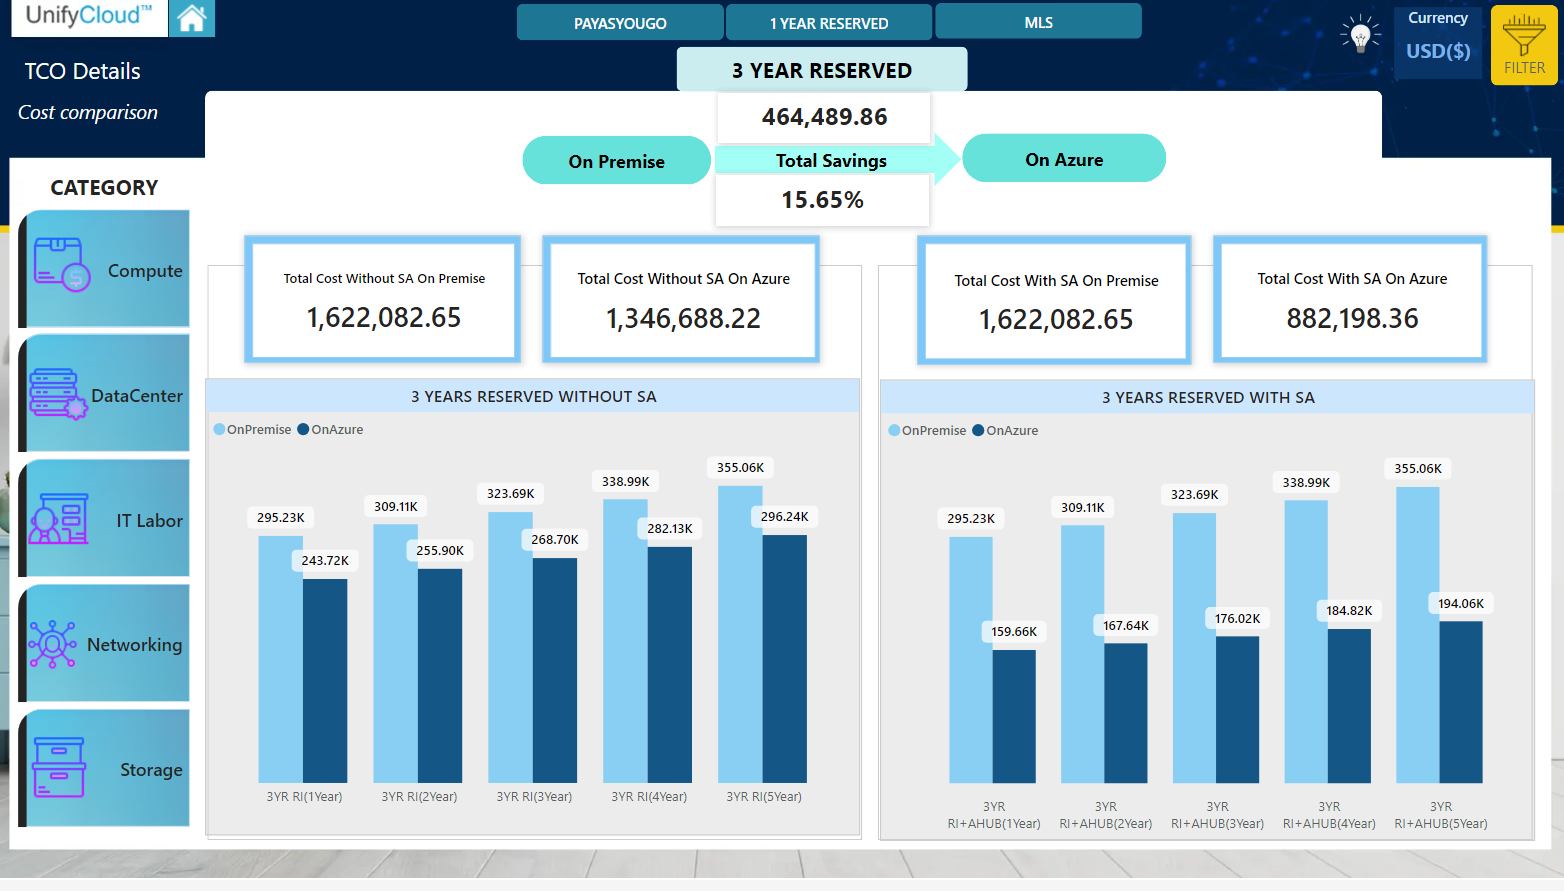 UnifyCloud™
PAYASYOUGO
1 YEAR RESERVED
MLS
Currency
USD($)
FILTER
TCO Details
Cost comparison
3 YEAR RESERVED
464,489.86
On Premise
Total Savings
On Azure
15.65%
CATEGORY
Compute
DataCenter
IT Labor
Networking
Storage
Total Cost Without SA On Premise
1,622,082.65
Total Cost Without SA On Azure
1,346,688.22
Total Cost With SA On Premise
1,622,082.65
Total Cost With SA On Azure
882,198.36
3 YEARS RESERVED WITHOUT SA
OnPremise OnAzure
295.23K
243.72K
309.11K
255.90K
323.69K
268.70K
338.99K
282.13K
355.06K
296.24K
3YR RI(1Year)
3YR RI(2Year)
3YR RI(3Year)
3YR RI(4Year)
3YR RI(5Year)
3 YEARS RESERVED WITH SA
OnPremise OnAzure
295.23K
159.66K
309.11K
167.64K
323.69K
176.02K
338.99K
184.82K
355.06K
194.06K
3YR
RI+AHUB(1Year)
3YR
RI+AHUB(2Year)
3YR
RI+AHUB(3Year)
3YR
RI+AHUB(4Year)
3YR
RI+AHUB(5Year)